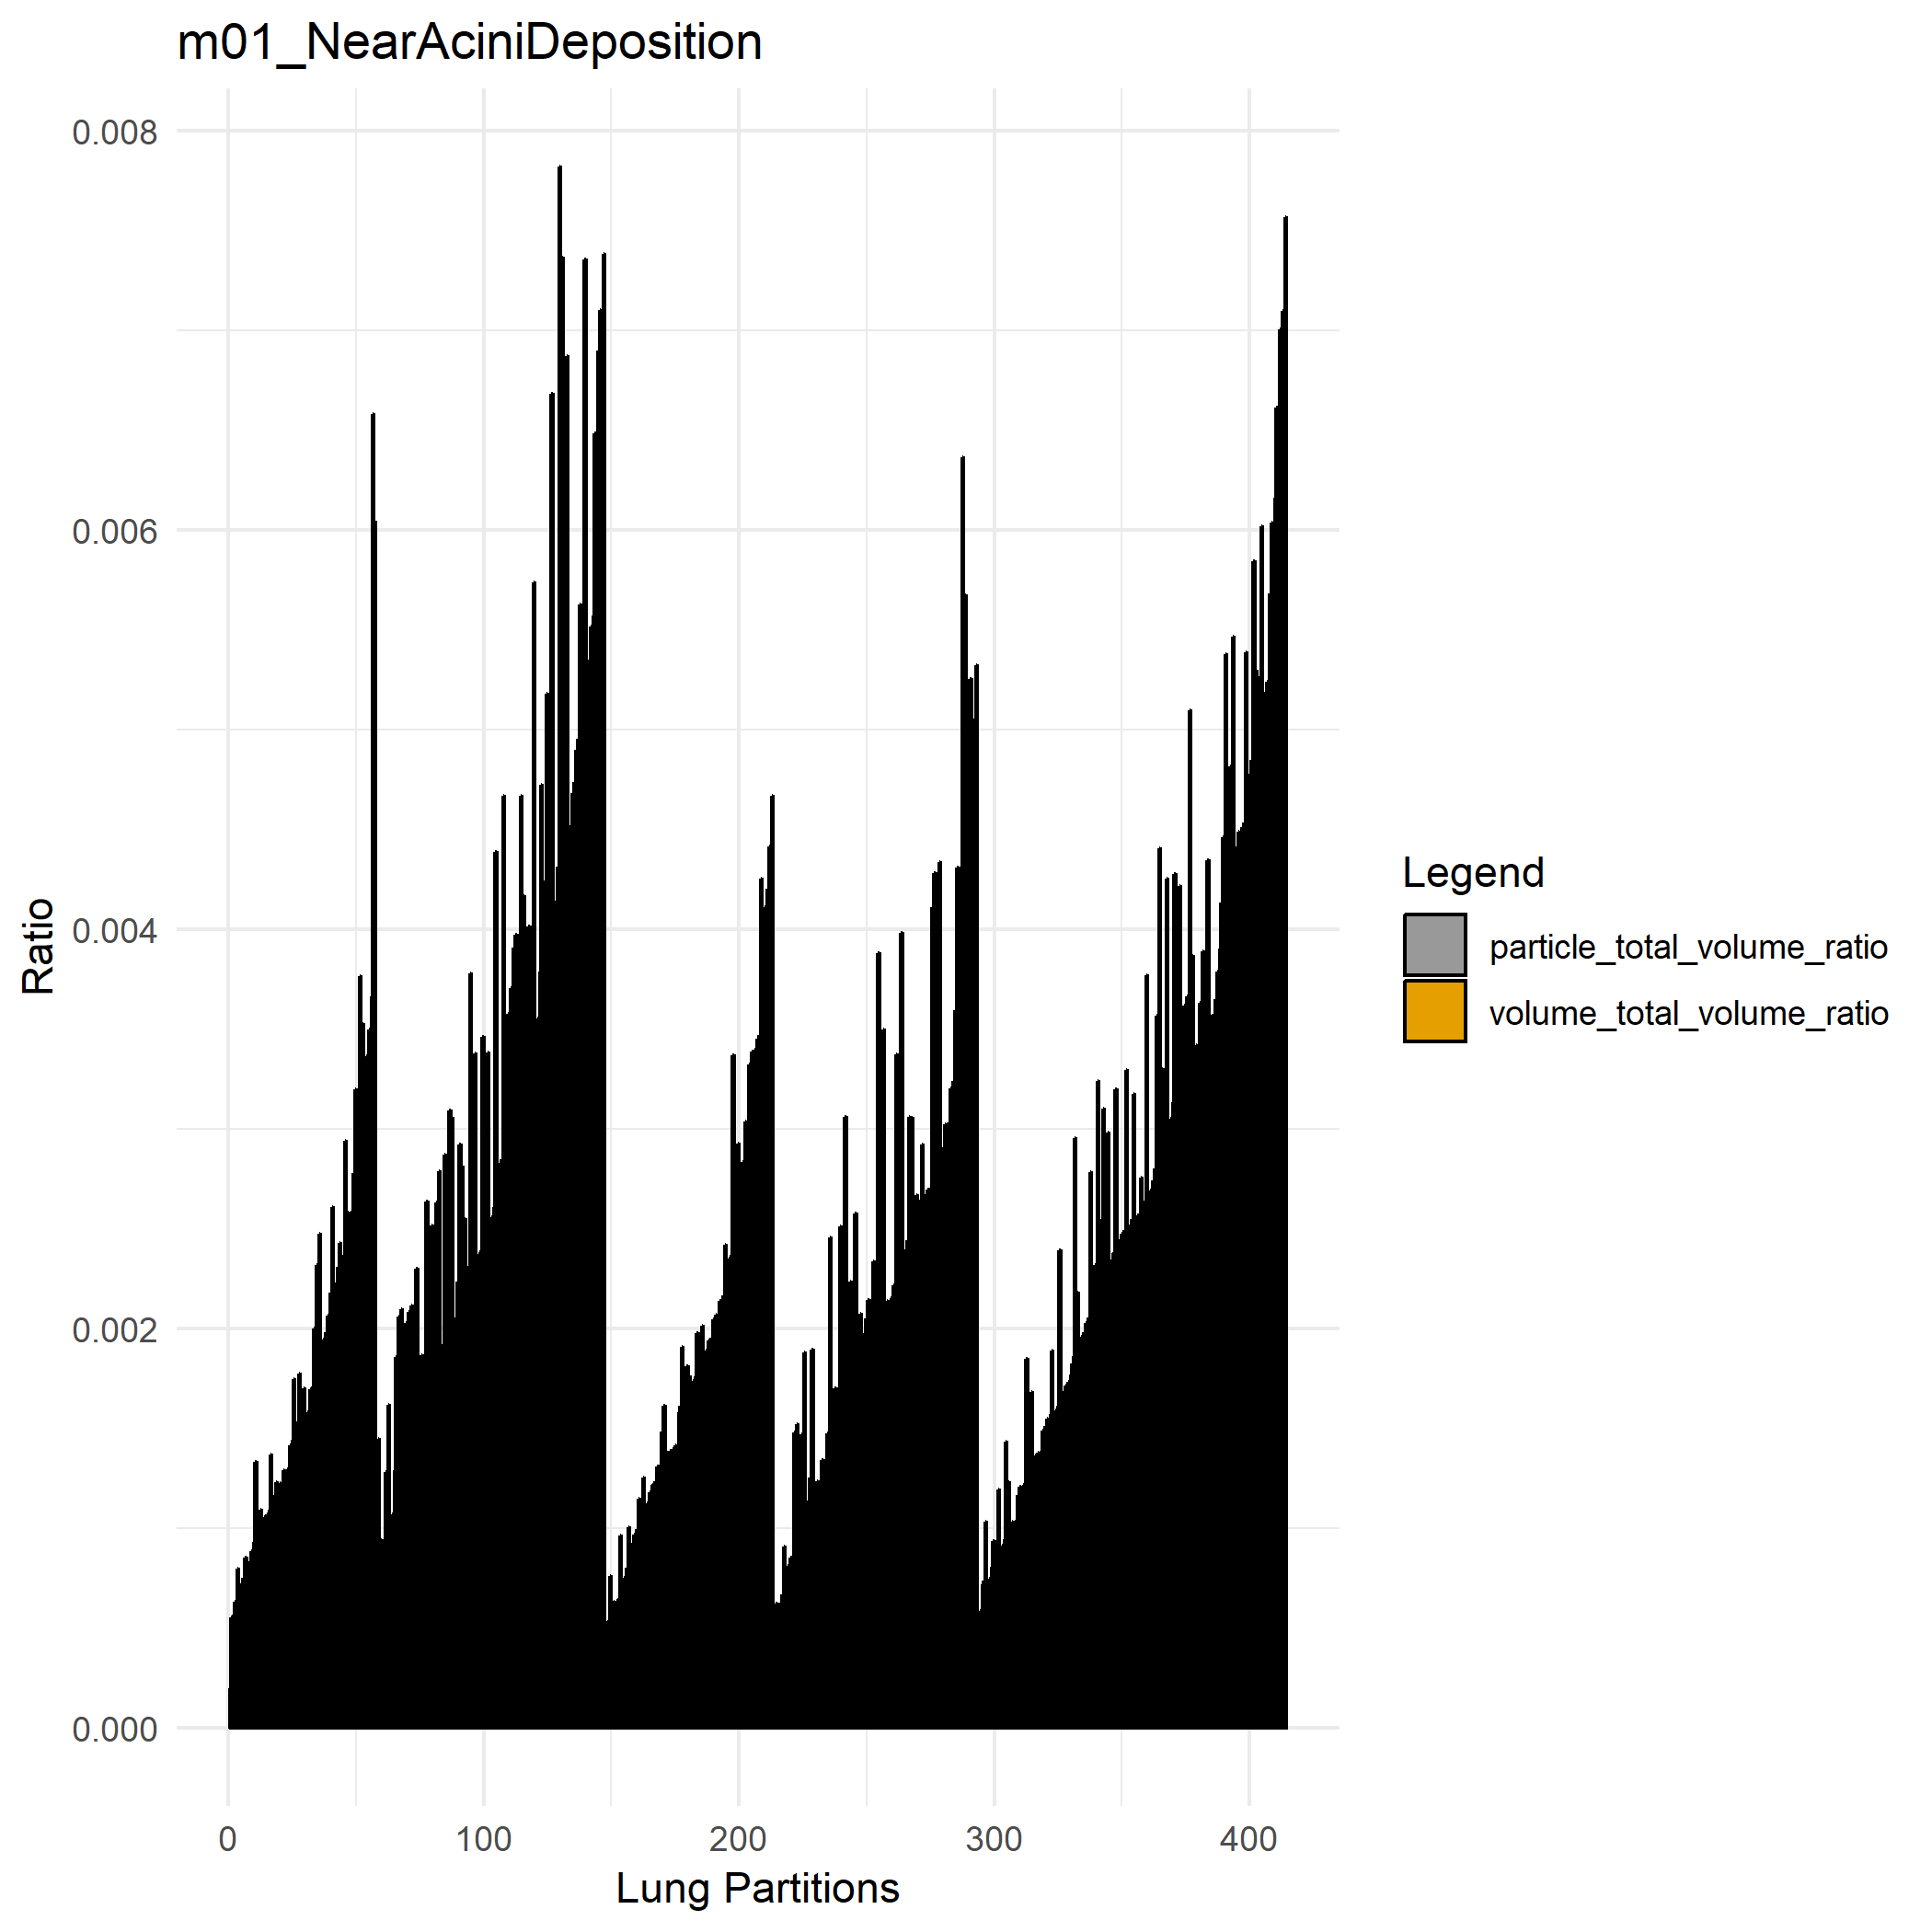 m01_NearAciniDeposition
0.008
0.006
0.004
0.002
0.000
Ratio
0 100 200 300 400
Lung Partitions
Legend
particle_total_volume_ratio
volume_total_volume_ratio